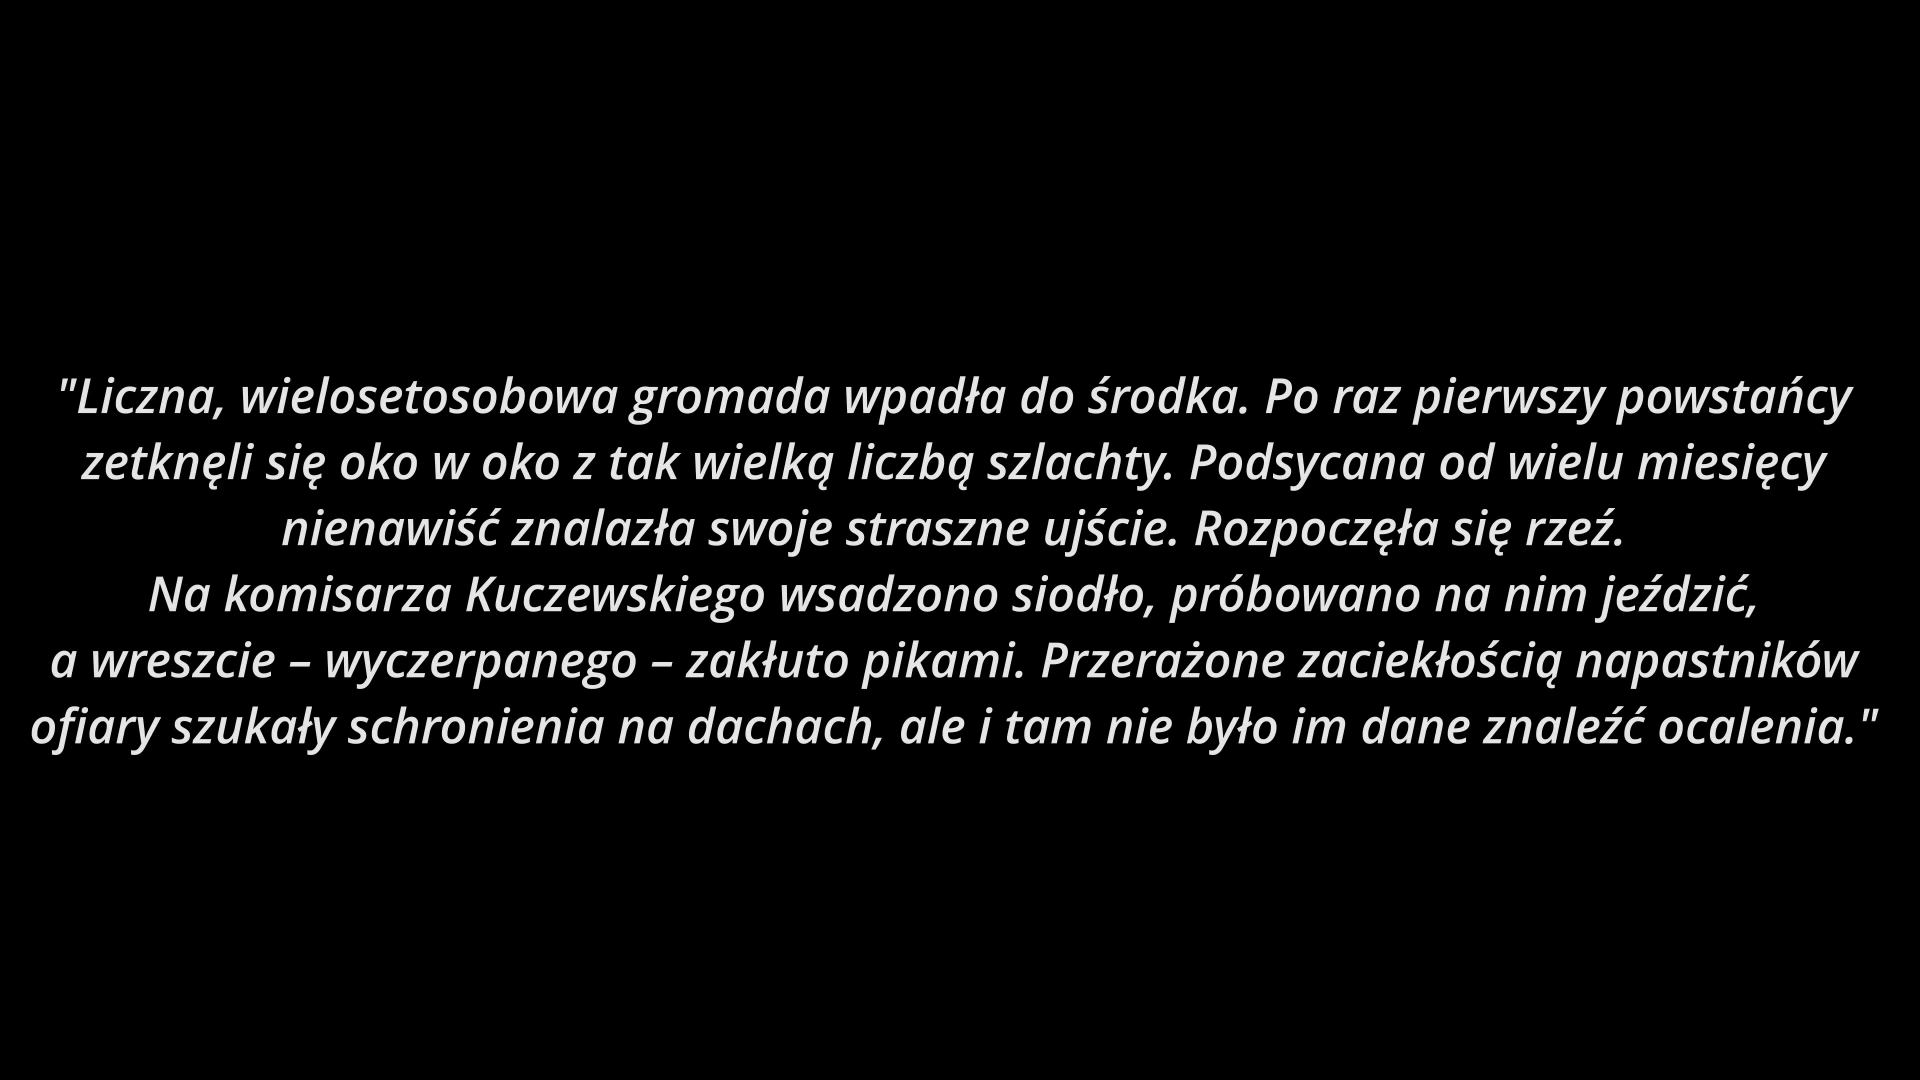 "Liczna, wielosetosobowa gromada wpadła do środka. Po raz pierwszy powstańcy
zetknęli się oko w oko z tak wielką liczbą szlachty. Podsycana od wielu miesięcy
nienawiść znalazła swoje straszne ujście. Rozpoczęła się rzeź.
Na komisarza Kuczewskiego wsadzono siodło, próbowano na nim jeździć,
a wreszcie – wyczerpanego – zakłuto pikami. Przerażone zaciekłością napastników
ofiary szukały schronienia na dachach, ale i tam nie było im dane znaleźć ocalenia."